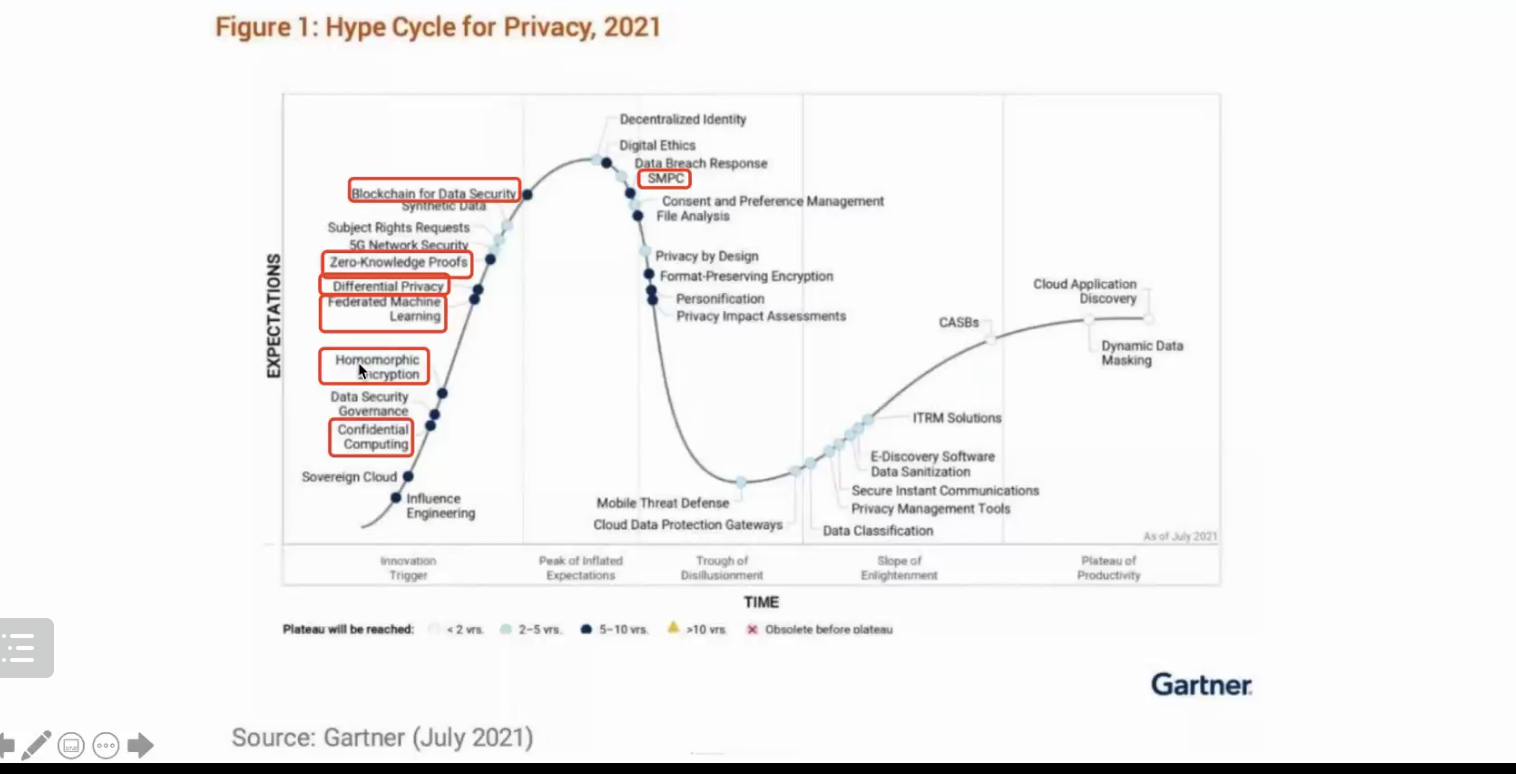 Figure 1: Hype Cycle for Privacy, 2021
EXPECTATIONS
Decentralized Identity
Digital Ethics
Data Breach Response
SMPC
Consent and Preference Management
File Analysis
Privacy by Design
Format-Preserving Encryption
Personification
Privacy Impact Assessments
Blockchain for Data Security
Synthetic Data
Subject Rights Requests
5G Network Security
Zero-Knowledge Proofs
Differential Privacy
Federated Machine
Learning
Homomorphic
Encryption
Data Security
Governance
Confidential
Computing
Sovereign Cloud
Influence
Engineering
Mobile Threat Defense
Cloud Data Protection Gateways
Data Classification
Privacy Management Tools
Secure Instant Communications
Data Sanitization
E-Discovery Software
ITRM Solutions
CASBs
Cloud Application
Discovery
Dynamic Data
Masking
As of July 2021
Innovation
Trigger
Peak of Inflated
Expectations
Trough of
Disillusionment
Slope of
Enlightenment
Plateau of
Productivity
TIME
Plateau will be reached: < 2 yrs. 2–5 yrs. 5–10 yrs. >10 yrs. Obsolete before plateau
Gartner
Source: Gartner (July 2021)